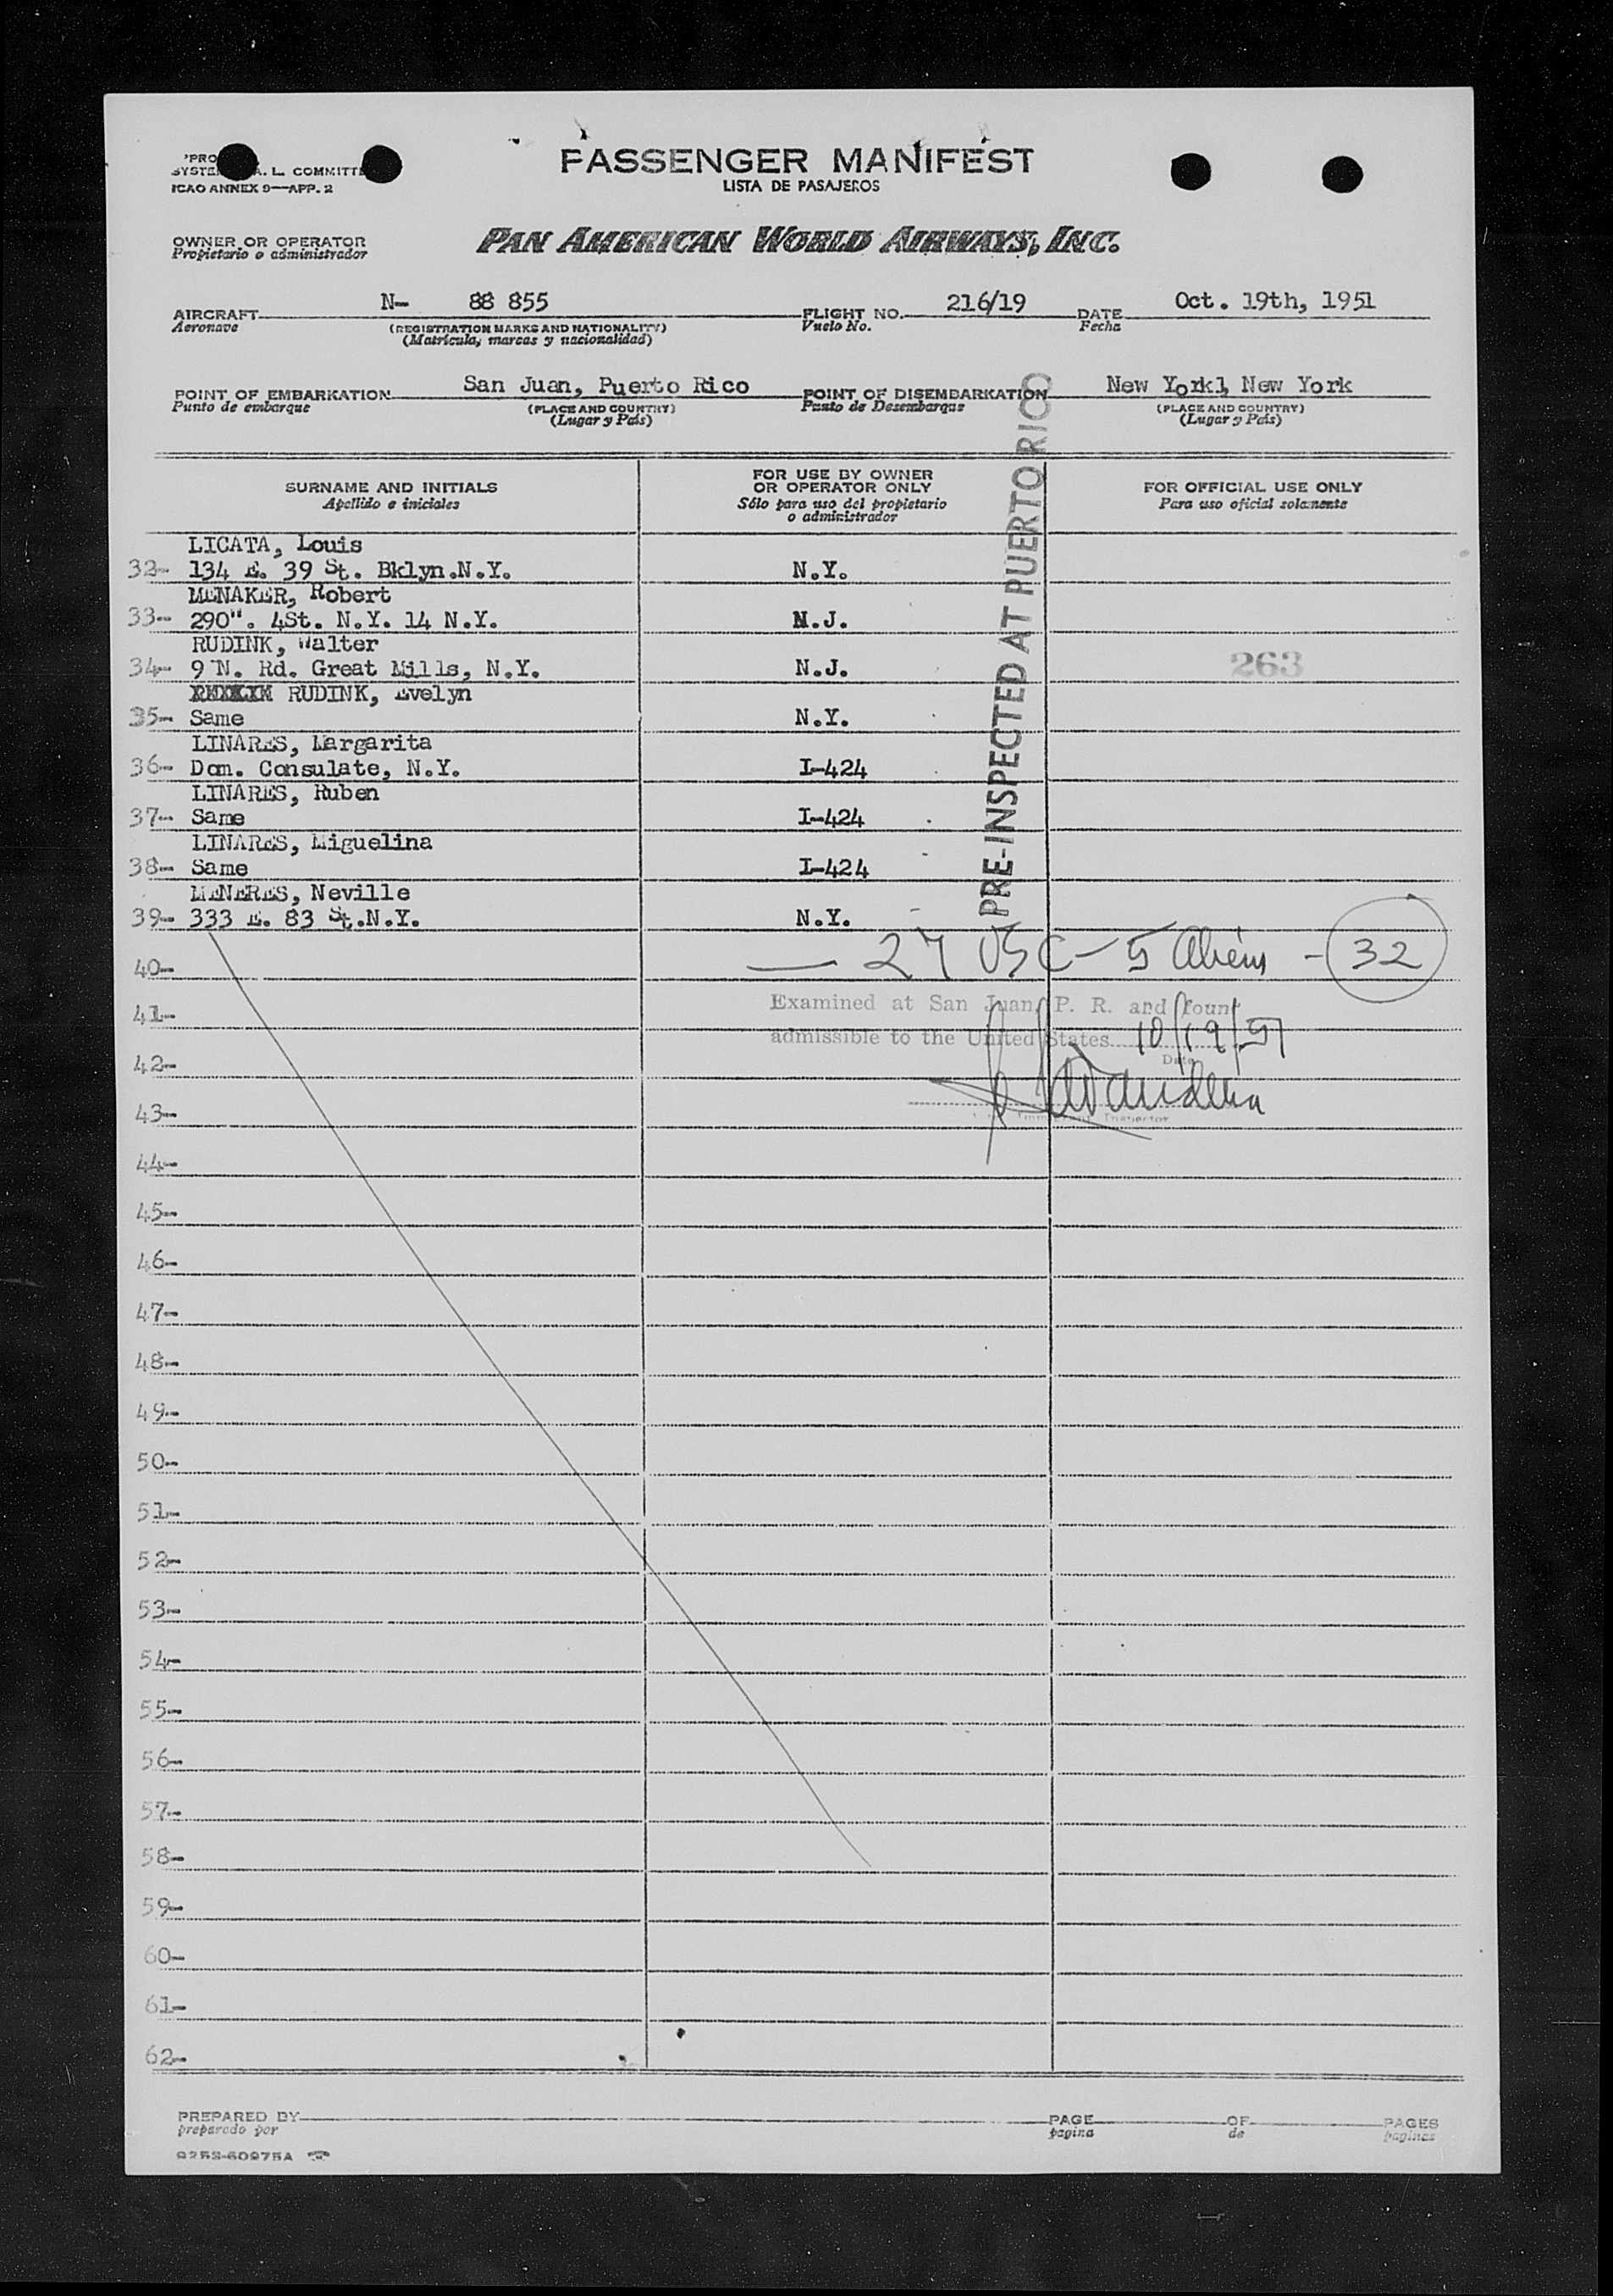 SYSTE A. L. COMMITT
ICAO ANNEX 9—APP. 2
PASSENGER MANIFEST
LISTA DE PASAJEROS
OWNER OR OPERATOR
Propietario o administrador
PAN AMERICAN WORLD AIRWAYS, INC.
AIRCRAFT N- 88 855 FLIGHT NO. 216/19 DATE Oct. 19th, 1951
Aeronave (REGISTRATION MARKS AND NATIONALITY) Vuelo No. Fecha
(Matrícula, marcas y nacionalidad)
POINT OF EMBARKATION San Juan, Puerto Rico POINT OF DISEMBARKATION New Yorkl, New York
Punto de embarque (PLACE AND COUNTRY) Punto de Desembarque (PLACE AND COUNTRY)
(Lugar y País) (Lugar y País)
SURNAME AND INITIALS
Apellido e iniciales
FOR USE BY OWNER
OR OPERATOR ONLY
Sólo para uso del propietario
o administrador
FOR OFFICIAL USE ONLY
Para uso oficial solamente
PRE-INSPECTED AT PUERTO RICO
LICATA, Louis
32- 134 E. 39 St. Bklyn.N.Y. N.Y.
MENAKER, Robert
33- 290". 4St. N.Y. 14 N.Y. N.J.
RUDINK, Walter
34- 9 N. Rd. Great Mills, N.Y. N.J. 263
RUDINK, Evelyn
35- Same N.Y.
LINARES, Margarita
36- Dom. Consulate, N.Y. I-424
LINARES, Ruben
37- Same I-424
LINARES, Miguelina
38- Same I-424
MENERES, Neville
39- 333 E. 83 St.N.Y. N.Y.
— 27 USC - 5 Aliens - 32
40-
Examined at San Juan, P. R. and foun
41-
admissible to the United States 10/19/51
Date
42-
43-
Inspector
44-
45-
46-
47-
48-
49-
50-
51-
52-
53-
54-
55-
56-
57-
58-
59-
60-
61-
62-
PREPARED BY PAGE OF PAGES
preparado por pagina de paginas
9253-60975A